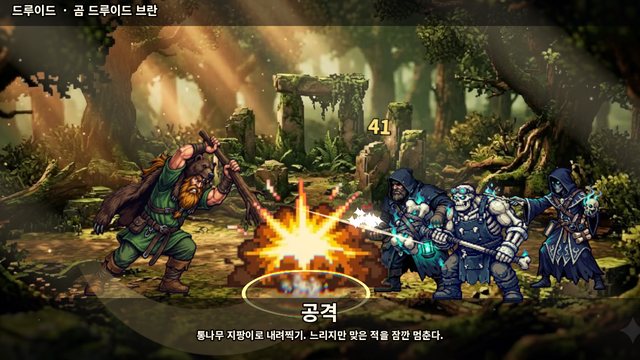 드루이드 · 곰 드루이드 브란
41
공격
통나무 지팡이로 내려찍기. 느리지만 맞은 적을 잠깐 멈춘다.